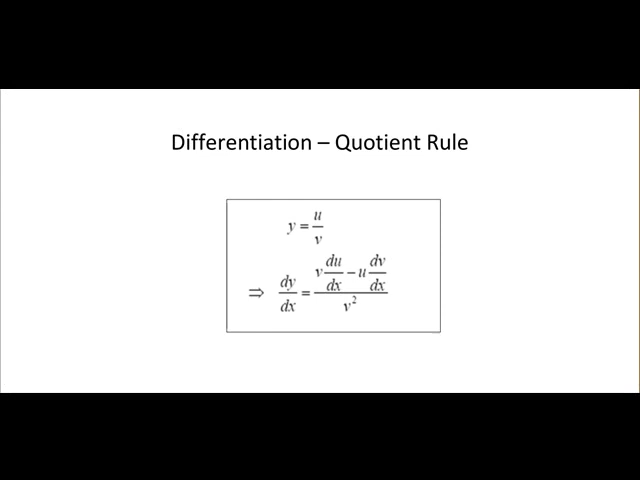 Differentiation – Quotient Rule
y = u/v
⇒ dy/dx = (v du/dx − u dv/dx)/v²